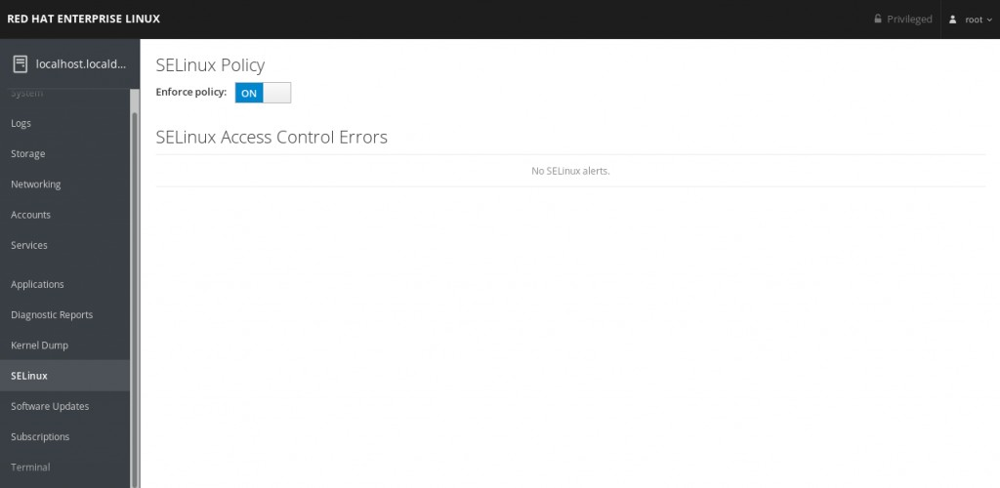 RED HAT ENTERPRISE LINUX
Privileged
root
localhost.locald...
System
Logs
Storage
Networking
Accounts
Services
Applications
Diagnostic Reports
Kernel Dump
SELinux
Software Updates
Subscriptions
Terminal
SELinux Policy
Enforce policy: ON
SELinux Access Control Errors
No SELinux alerts.